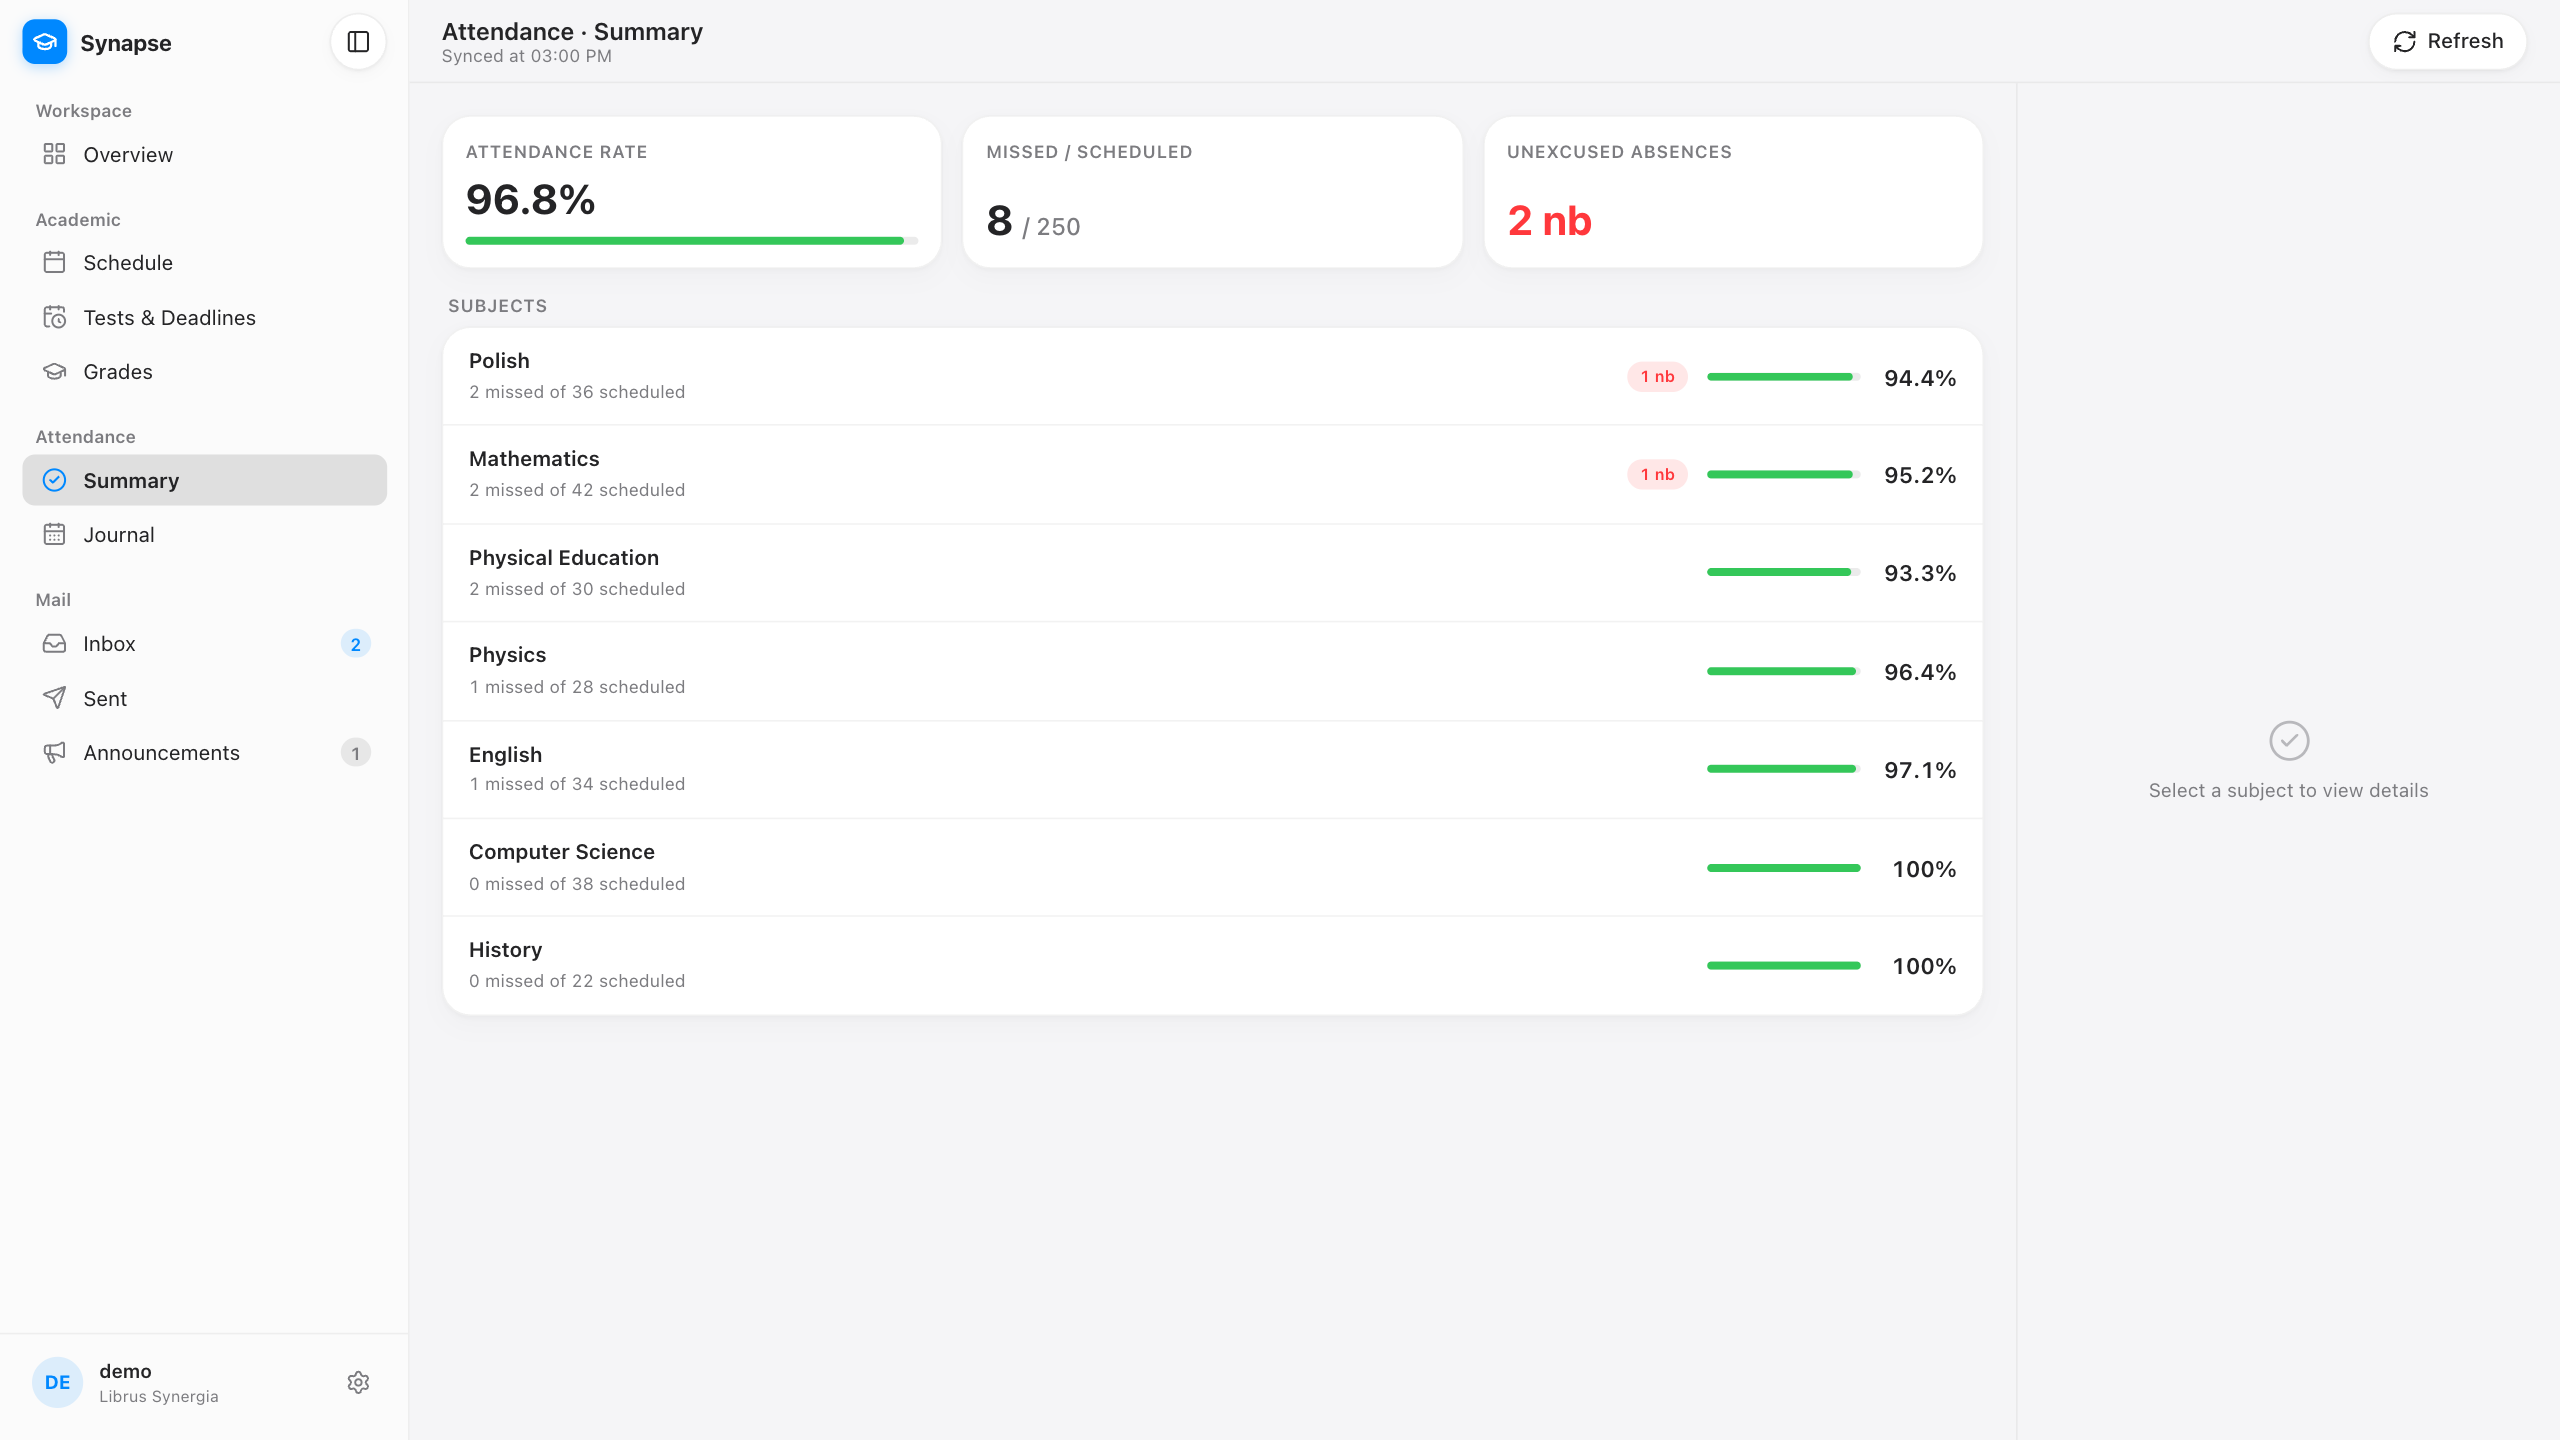 Synapse
Workspace
Overview
Academic
Schedule
Tests & Deadlines
Grades
Attendance
Summary
Journal
Mail
Inbox 2
Sent
Announcements 1
DE
demo
Librus Synergia
Attendance · Summary
Synced at 03:00 PM
Refresh
ATTENDANCE RATE
96.8%
MISSED / SCHEDULED
8 / 250
UNEXCUSED ABSENCES
2 nb
SUBJECTS
Polish
2 missed of 36 scheduled
1 nb
94.4%
Mathematics
2 missed of 42 scheduled
1 nb
95.2%
Physical Education
2 missed of 30 scheduled
93.3%
Physics
1 missed of 28 scheduled
96.4%
English
1 missed of 34 scheduled
97.1%
Computer Science
0 missed of 38 scheduled
100%
History
0 missed of 22 scheduled
100%
Select a subject to view details